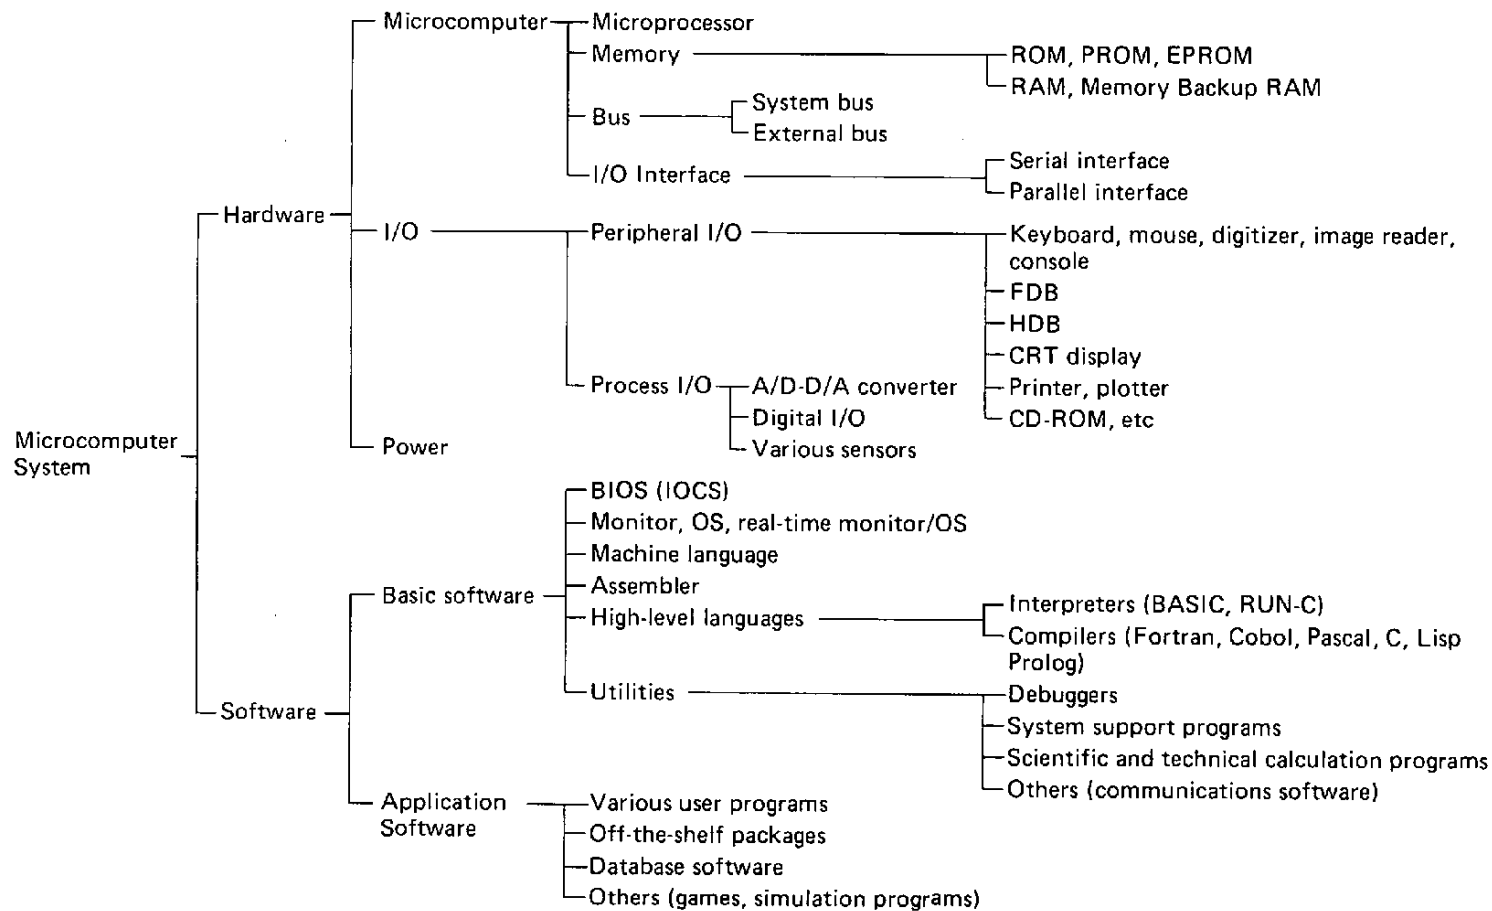 Microcomputer
Microprocessor
Memory
ROM, PROM, EPROM
RAM, Memory Backup RAM
System bus
Bus
External bus
I/O Interface
Serial interface
Parallel interface
Hardware
I/O
Peripheral I/O
Keyboard, mouse, digitizer, image reader,
console
FDB
HDB
CRT display
Process I/O
A/D-D/A converter
Printer, plotter
Digital I/O
CD-ROM, etc
Various sensors
Power
Microcomputer
System
BIOS (IOCS)
Monitor, OS, real-time monitor/OS
Machine language
Assembler
Basic software
High-level languages
Interpreters (BASIC, RUN-C)
Compilers (Fortran, Cobol, Pascal, C, Lisp
Prolog)
Utilities
Debuggers
System support programs
Scientific and technical calculation programs
Others (communications software)
Software
Application
Software
Various user programs
Off-the-shelf packages
Database software
Others (games, simulation programs)